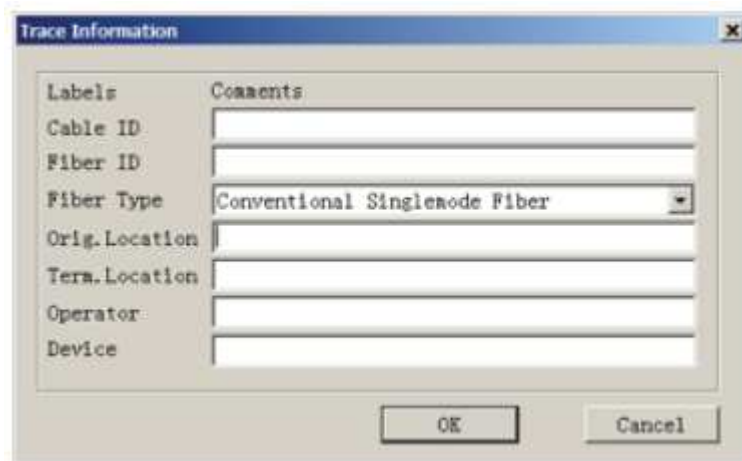 Trace Information
Labels Comments
Cable ID
Fiber ID
Fiber Type Conventional Singlemode Fiber
Orig.Location
Term.Location
Operator
Device
OK Cancel